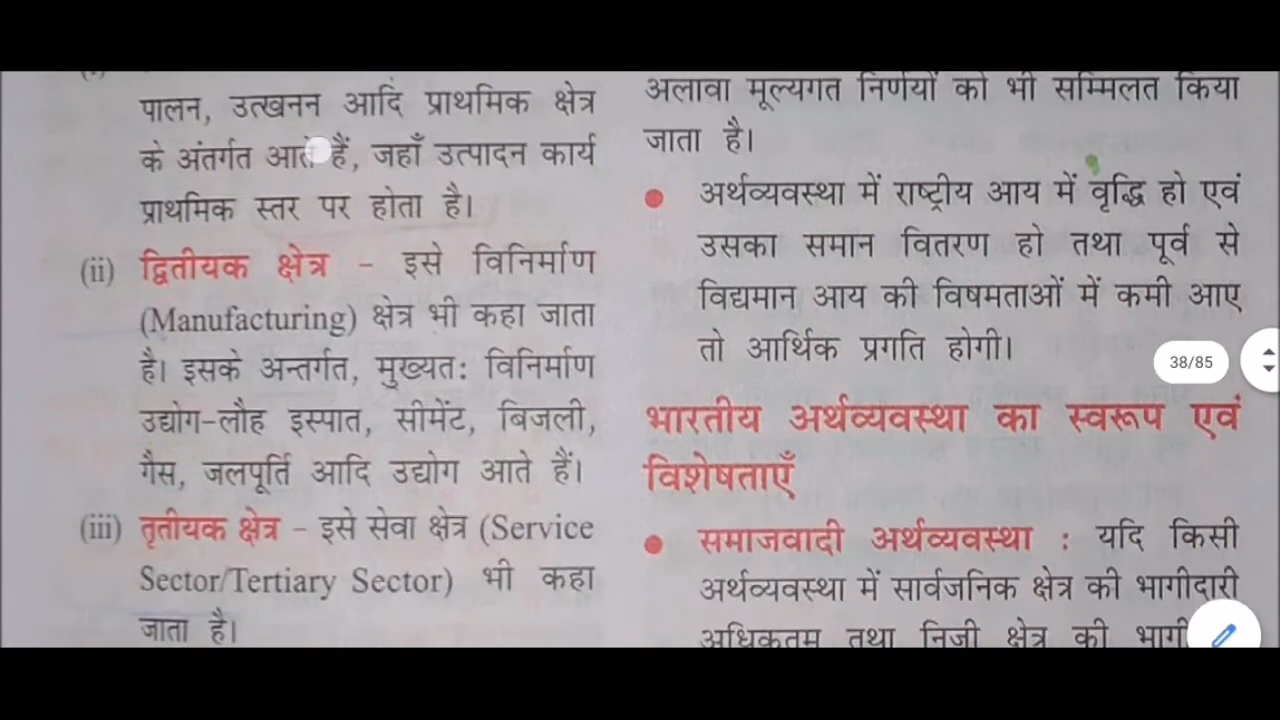 पालन, उत्खनन आदि प्राथमिक क्षेत्र
के अंतर्गत आते हैं, जहाँ उत्पादन कार्य
प्राथमिक स्तर पर होता है।
(ii) द्वितीयक क्षेत्र - इसे विनिर्माण
(Manufacturing) क्षेत्र भी कहा जाता
है। इसके अन्तर्गत, मुख्यतः विनिर्माण
उद्योग-लौह इस्पात, सीमेंट, बिजली,
गैस, जलपूर्ति आदि उद्योग आते हैं।
(iii) तृतीयक क्षेत्र - इसे सेवा क्षेत्र (Service
Sector/Tertiary Sector) भी कहा
जाता है।
अलावा मूल्यगत निर्णयों को भी सम्मिलत किया
जाता है।
अर्थव्यवस्था में राष्ट्रीय आय में वृद्धि हो एवं
उसका समान वितरण हो तथा पूर्व से
विद्यमान आय की विषमताओं में कमी आए
तो आर्थिक प्रगति होगी।
भारतीय अर्थव्यवस्था का स्वरूप एवं
विशेषताएँ
समाजवादी अर्थव्यवस्था : यदि किसी
अर्थव्यवस्था में सार्वजनिक क्षेत्र की भागीदारी
अधिकतम तथा निजी क्षेत्र की
38/85